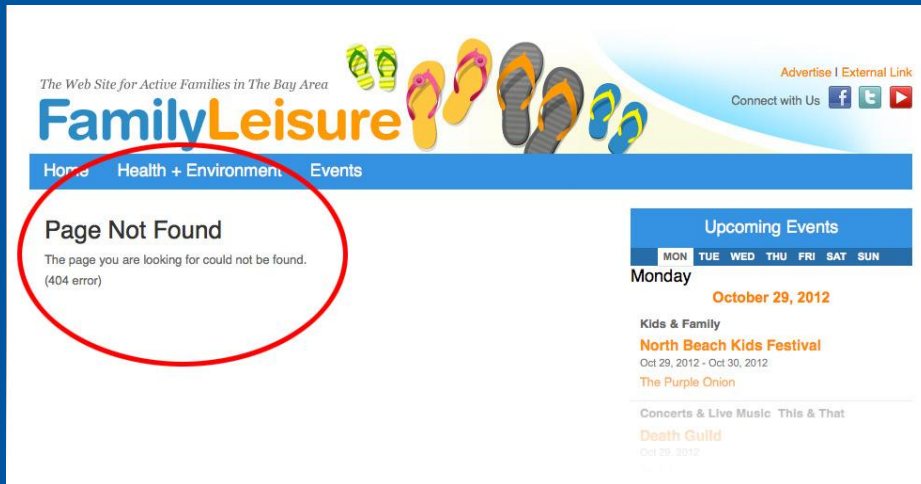 The Web Site for Active Families in The Bay Area
FamilyLeisure
Advertise | External Link
Connect with Us
Home Health + Environment Events
Page Not Found
The page you are looking for could not be found.
(404 error)
Upcoming Events
MON TUE WED THU FRI SAT SUN
Monday
October 29, 2012
Kids & Family
North Beach Kids Festival
Oct 29, 2012 - Oct 30, 2012
The Purple Onion
Concerts & Live Music This & That
Death Guild
Oct 29, 2012